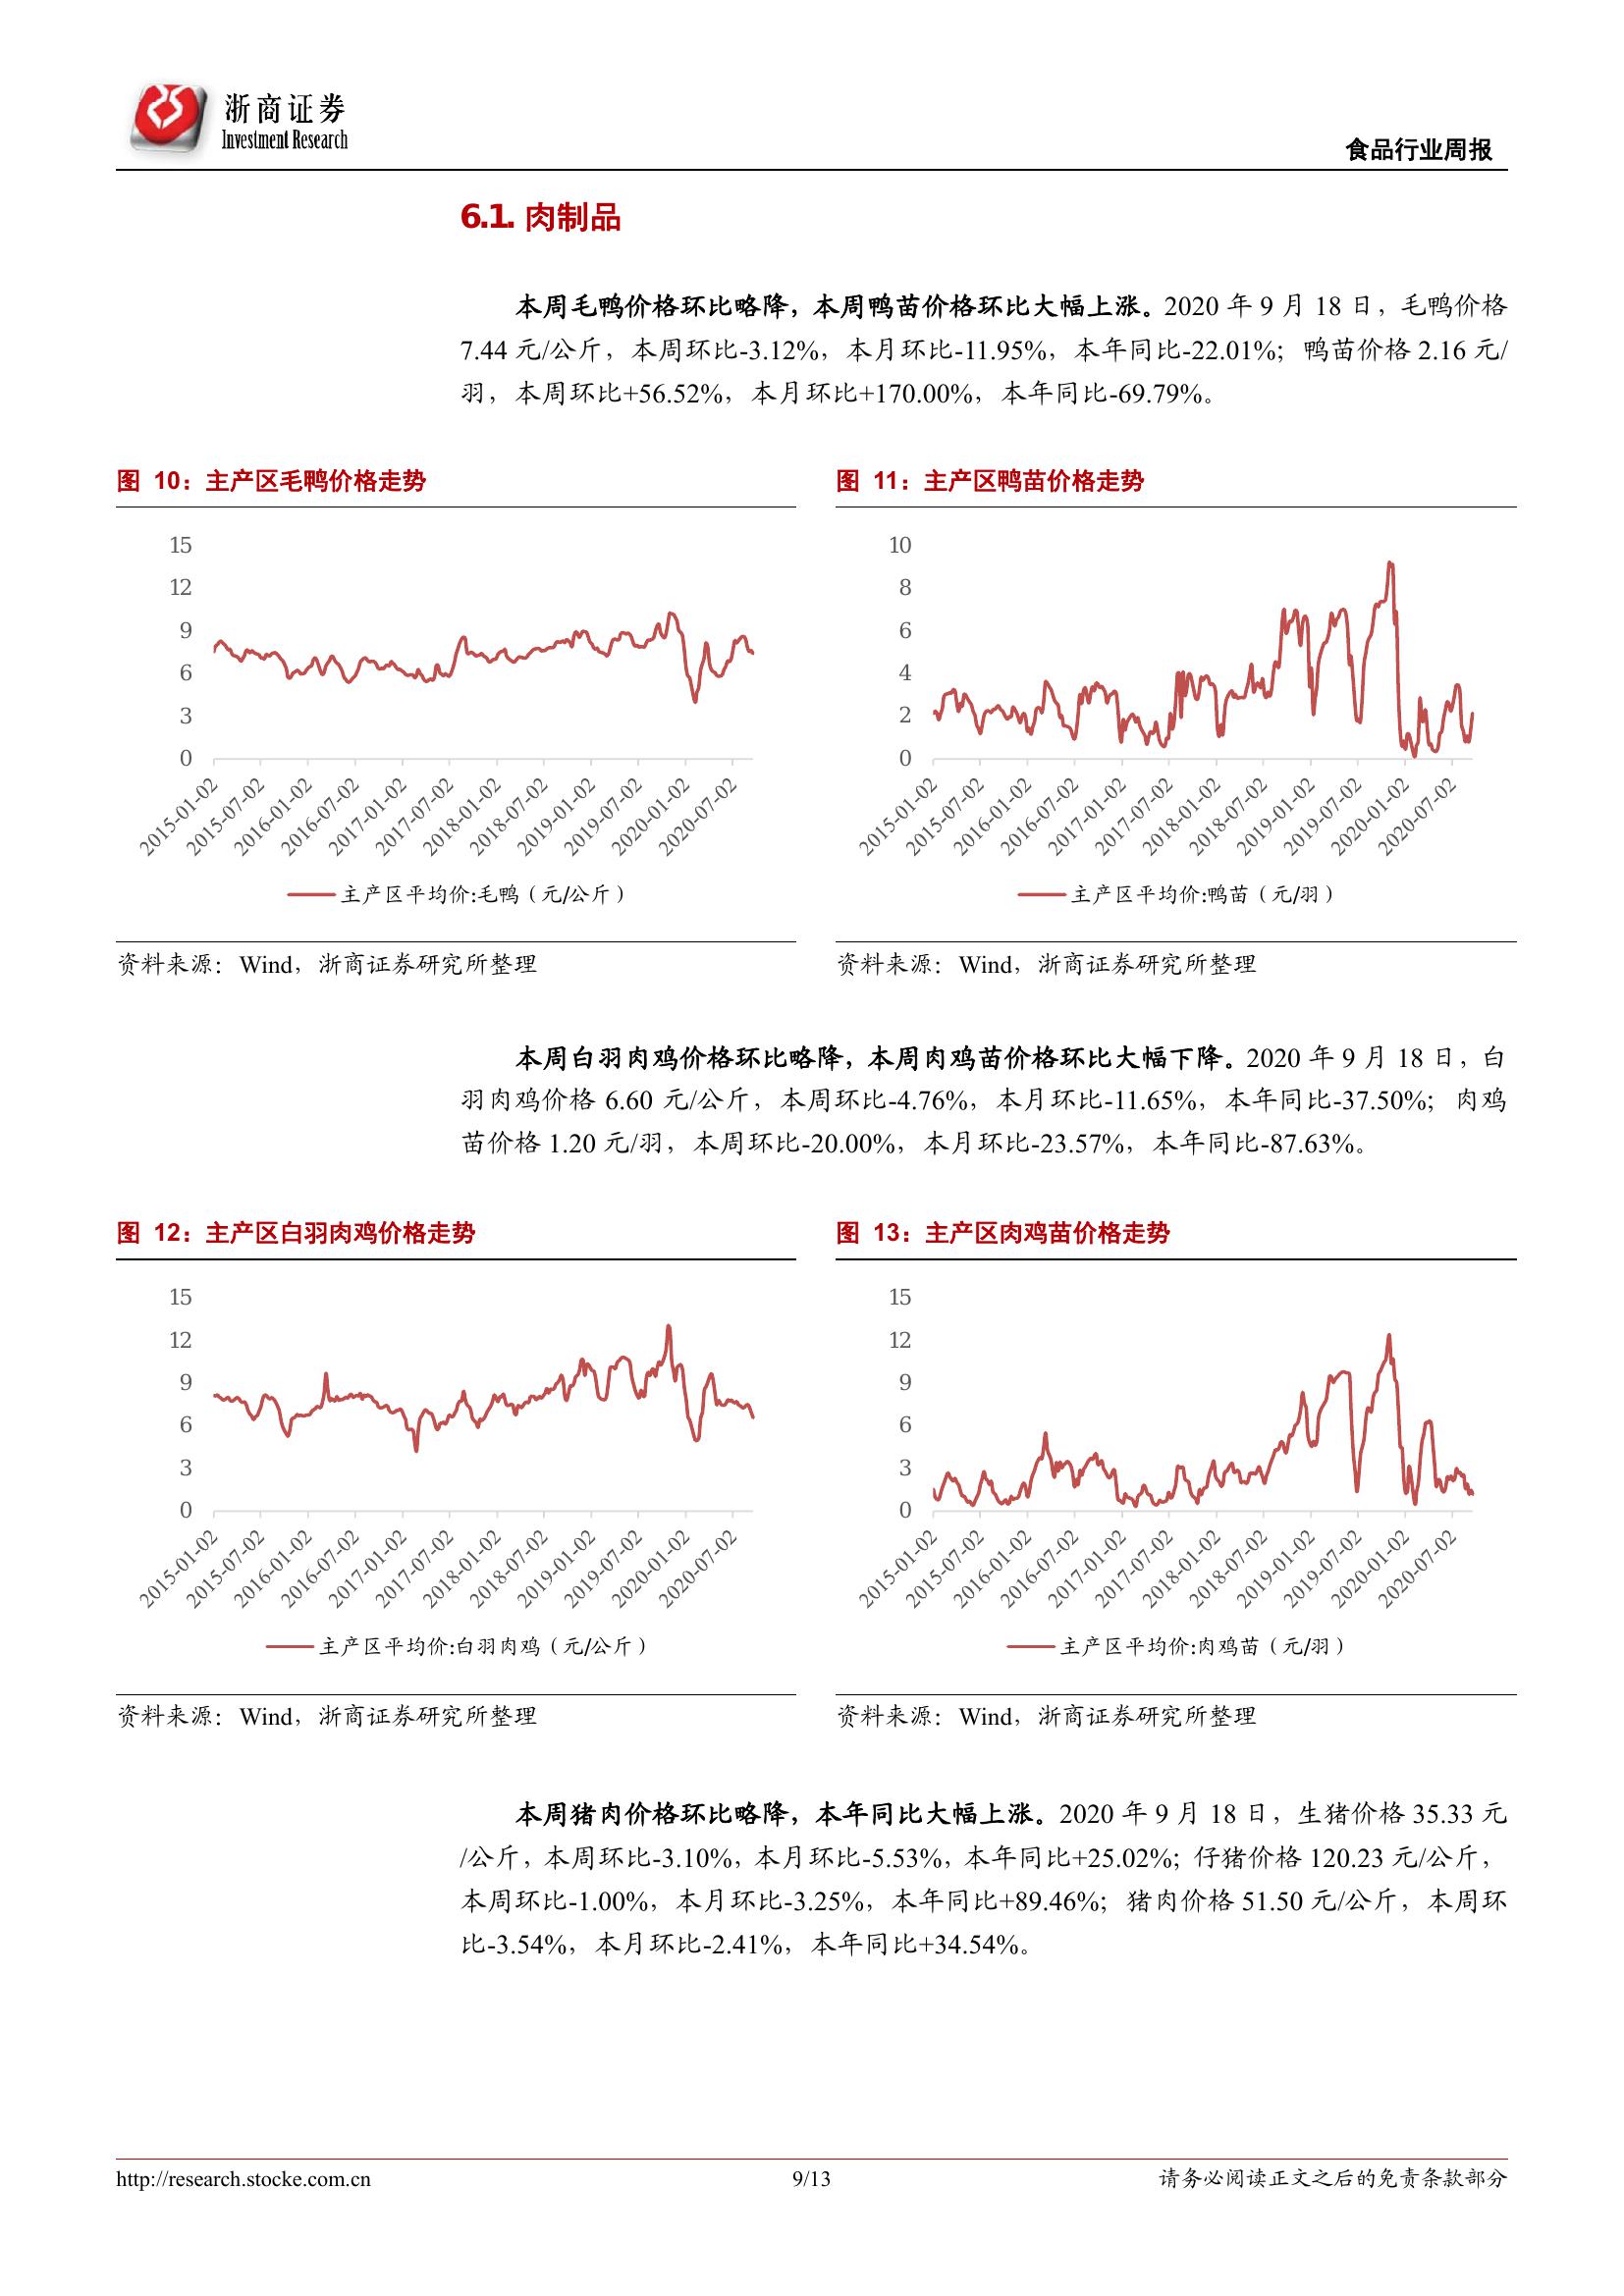 浙商证券
Investment Research
食品行业周报
6.1. 肉制品
本周毛鸭价格环比略降，本周鸭苗价格环比大幅上涨。2020 年 9 月 18 日，毛鸭价格
7.44 元/公斤，本周环比-3.12%，本月环比-11.95%，本年同比-22.01%；鸭苗价格 2.16 元/
羽，本周环比+56.52%，本月环比+170.00%，本年同比-69.79%。
图 10：主产区毛鸭价格走势
15
12
9
6
3
0
2015-01-02
2015-07-02
2016-01-02
2016-07-02
2017-01-02
2017-07-02
2018-01-02
2018-07-02
2019-01-02
2019-07-02
2020-01-02
2020-07-02
主产区平均价:毛鸭（元/公斤）
资料来源：Wind，浙商证券研究所整理
图 11：主产区鸭苗价格走势
10
8
6
4
2
0
2015-01-02
2015-07-02
2016-01-02
2016-07-02
2017-01-02
2017-07-02
2018-01-02
2018-07-02
2019-01-02
2019-07-02
2020-01-02
2020-07-02
主产区平均价:鸭苗（元/羽）
资料来源：Wind，浙商证券研究所整理
本周白羽肉鸡价格环比略降，本周肉鸡苗价格环比大幅下降。2020 年 9 月 18 日，白
羽肉鸡价格 6.60 元/公斤，本周环比-4.76%，本月环比-11.65%，本年同比-37.50%；肉鸡
苗价格 1.20 元/羽，本周环比-20.00%，本月环比-23.57%，本年同比-87.63%。
图 12：主产区白羽肉鸡价格走势
15
12
9
6
3
0
2015-01-02
2015-07-02
2016-01-02
2016-07-02
2017-01-02
2017-07-02
2018-01-02
2018-07-02
2019-01-02
2019-07-02
2020-01-02
2020-07-02
主产区平均价:白羽肉鸡（元/公斤）
资料来源：Wind，浙商证券研究所整理
图 13：主产区肉鸡苗价格走势
15
12
9
6
3
0
2015-01-02
2015-07-02
2016-01-02
2016-07-02
2017-01-02
2017-07-02
2018-01-02
2018-07-02
2019-01-02
2019-07-02
2020-01-02
2020-07-02
主产区平均价:肉鸡苗（元/羽）
资料来源：Wind，浙商证券研究所整理
本周猪肉价格环比略降，本年同比大幅上涨。2020 年 9 月 18 日，生猪价格 35.33 元
/公斤，本周环比-3.10%，本月环比-5.53%，本年同比+25.02%；仔猪价格 120.23 元/公斤，
本周环比-1.00%，本月环比-3.25%，本年同比+89.46%；猪肉价格 51.50 元/公斤，本周环
比-3.54%，本月环比-2.41%，本年同比+34.54%。
http://research.stocke.com.cn
9/13
请务必阅读正文之后的免责条款部分